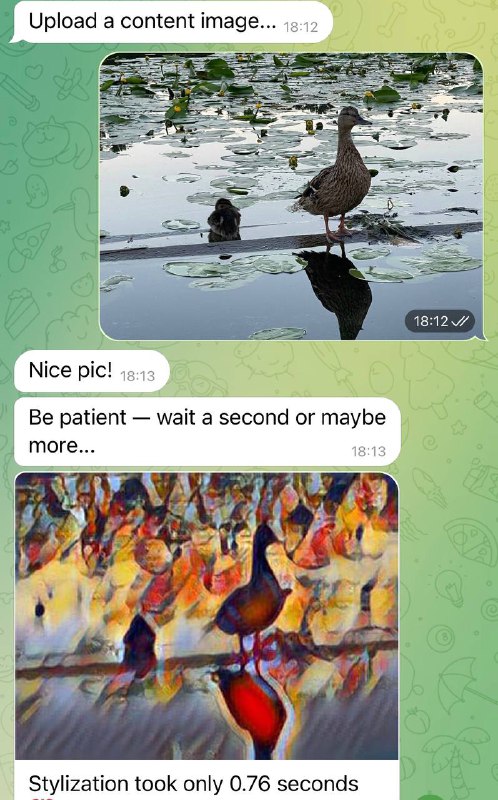 Upload a content image... 18:12
18:12
Nice pic! 18:13
Be patient — wait a second or maybe
more... 18:13
Stylization took only 0.76 seconds